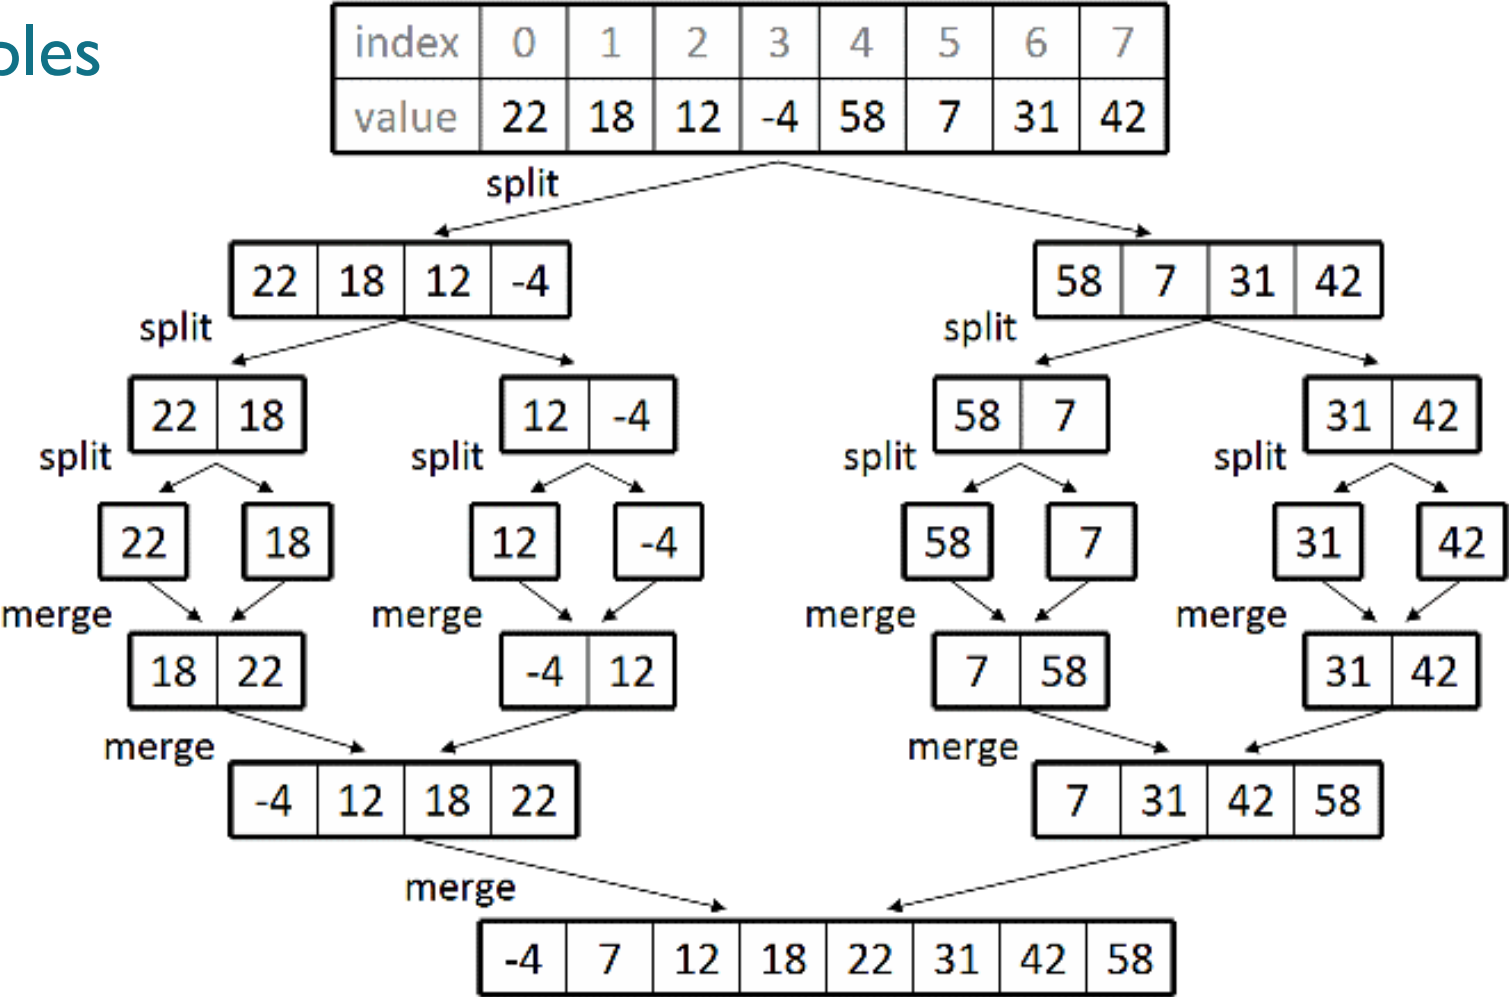 index 0 1 2 3 4 5 6 7
value 22 18 12 -4 58 7 31 42
split
22 18 12 -4 58 7 31 42
split split
22 18 12 -4 58 7 31 42
split split split split
22 18 12 -4 58 7 31 42
merge merge merge merge
18 22 -4 12 7 58 31 42
merge merge
-4 12 18 22 7 31 42 58
merge
-4 7 12 18 22 31 42 58